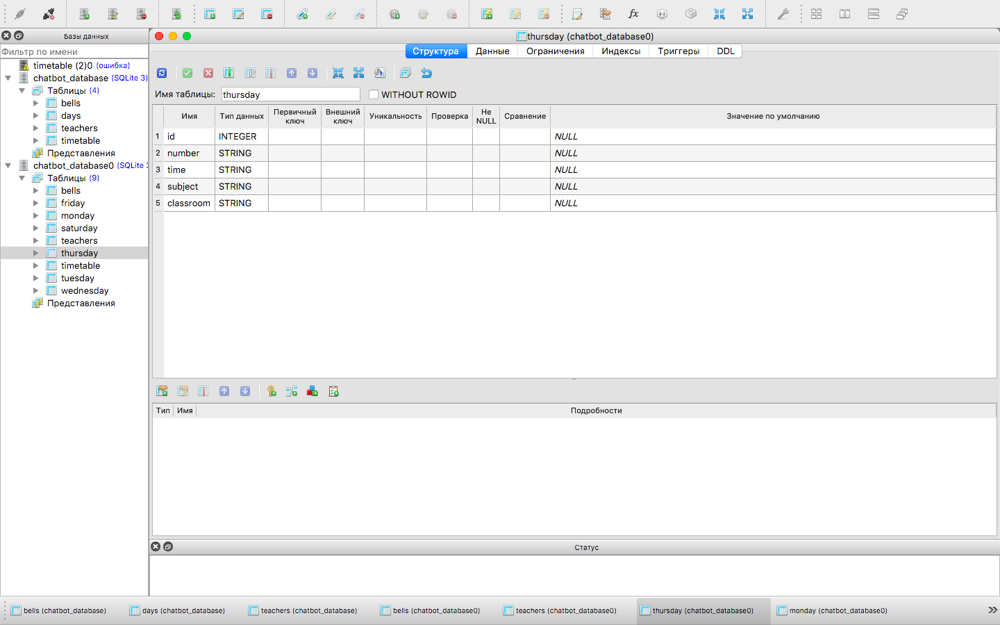 Базы данных
Фильтр по имени
timetable (2)0 (ошибка)
chatbot_database (SQLite 3)
Таблицы (4)
bells
days
teachers
timetable
Представления
chatbot_database0 (SQLite 3
Таблицы (9)
bells
friday
monday
saturday
teachers
thursday
timetable
tuesday
wednesday
Представления
thursday (chatbot_database0)
Структура Данные Ограничения Индексы Триггеры DDL
Имя таблицы: thursday WITHOUT ROWID
Имя Тип данных Первичный ключ Внешний ключ Уникальность Проверка Не NULL Сравнение Значение по умолчанию
1 id INTEGER NULL
2 number STRING NULL
3 time STRING NULL
4 subject STRING NULL
5 classroom STRING NULL
Тип Имя Подробности
Статус
bells (chatbot_database) days (chatbot_database) teachers (chatbot_database) bells (chatbot_database0) teachers (chatbot_database0) thursday (chatbot_database0) monday (chatbot_database0)